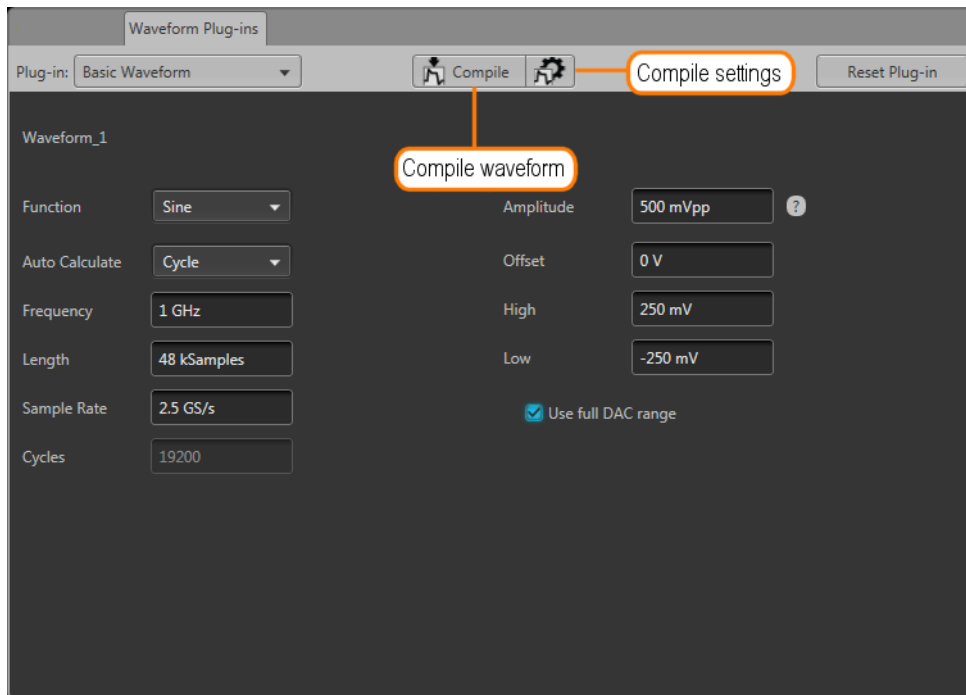 Waveform Plug-ins
Plug-in: Basic Waveform Compile Compile settings Reset Plug-in
Waveform_1
Compile waveform
Function Sine Amplitude 500 mVpp ?
Auto Calculate Cycle Offset 0 V
Frequency 1 GHz High 250 mV
Length 48 kSamples Low -250 mV
Sample Rate 2.5 GS/s Use full DAC range
Cycles 19200